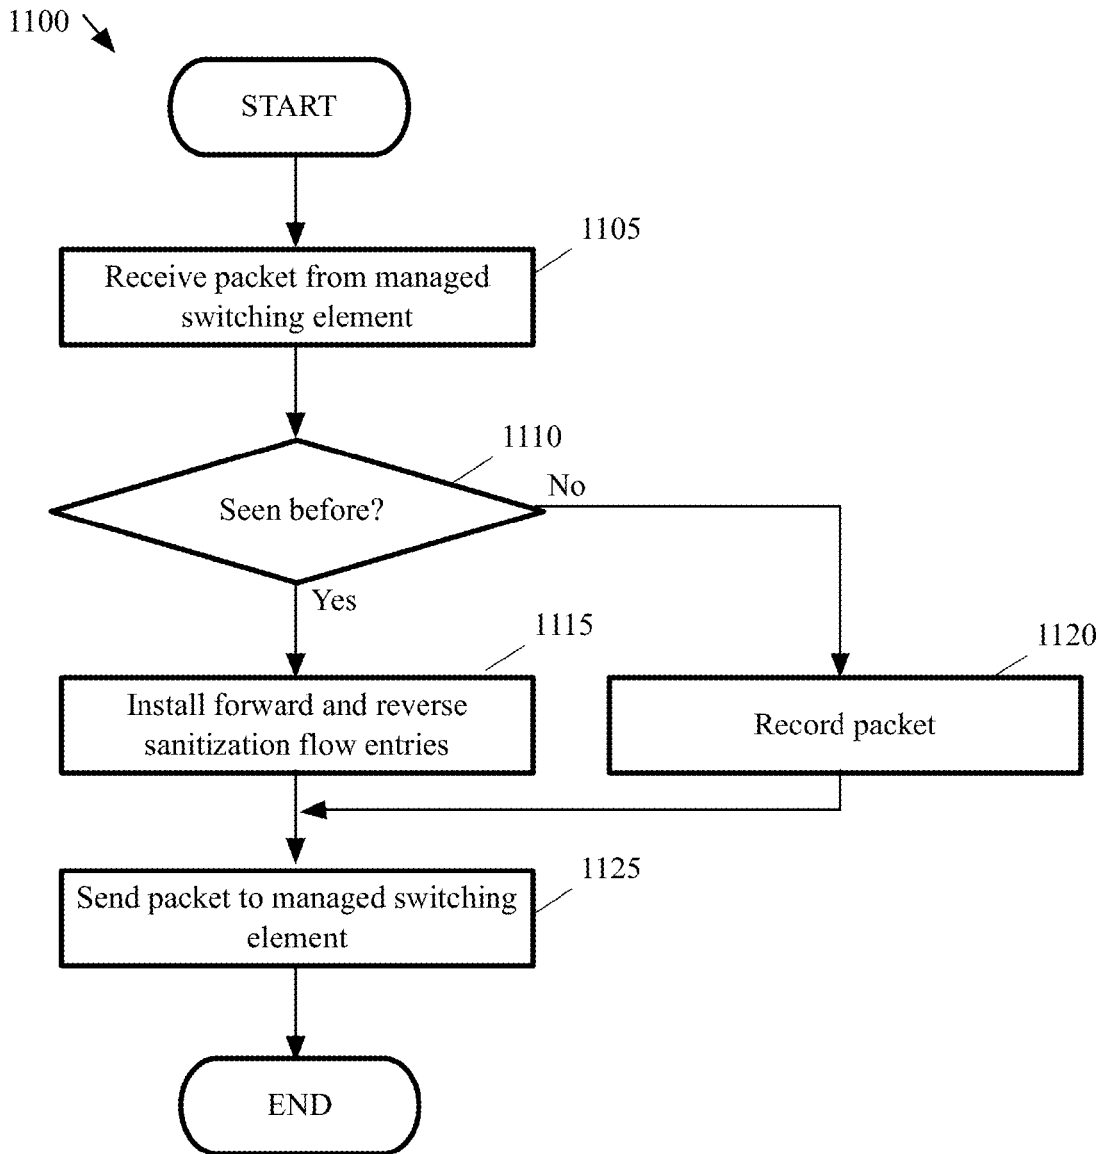 1100
START
1105
Receive packet from managed
switching element
1110
Seen before?
No
Yes
1115
Install forward and reverse
sanitization flow entries
1120
Record packet
1125
Send packet to managed switching
element
END